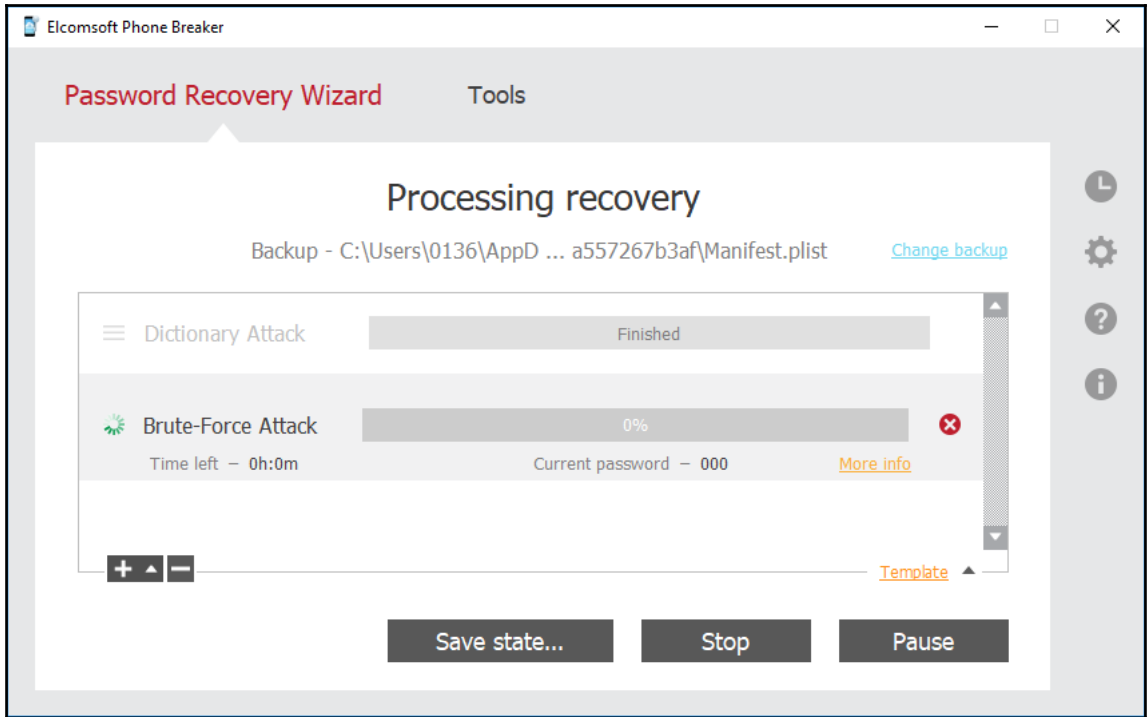 Elcomsoft Phone Breaker
Password Recovery Wizard Tools
Processing recovery
Backup - C:\Users\0136\AppD ... a557267b3af\Manifest.plist Change backup
Dictionary Attack Finished
Brute-Force Attack 0%
Time left – 0h:0m Current password – 000 More info
Template
Save state... Stop Pause